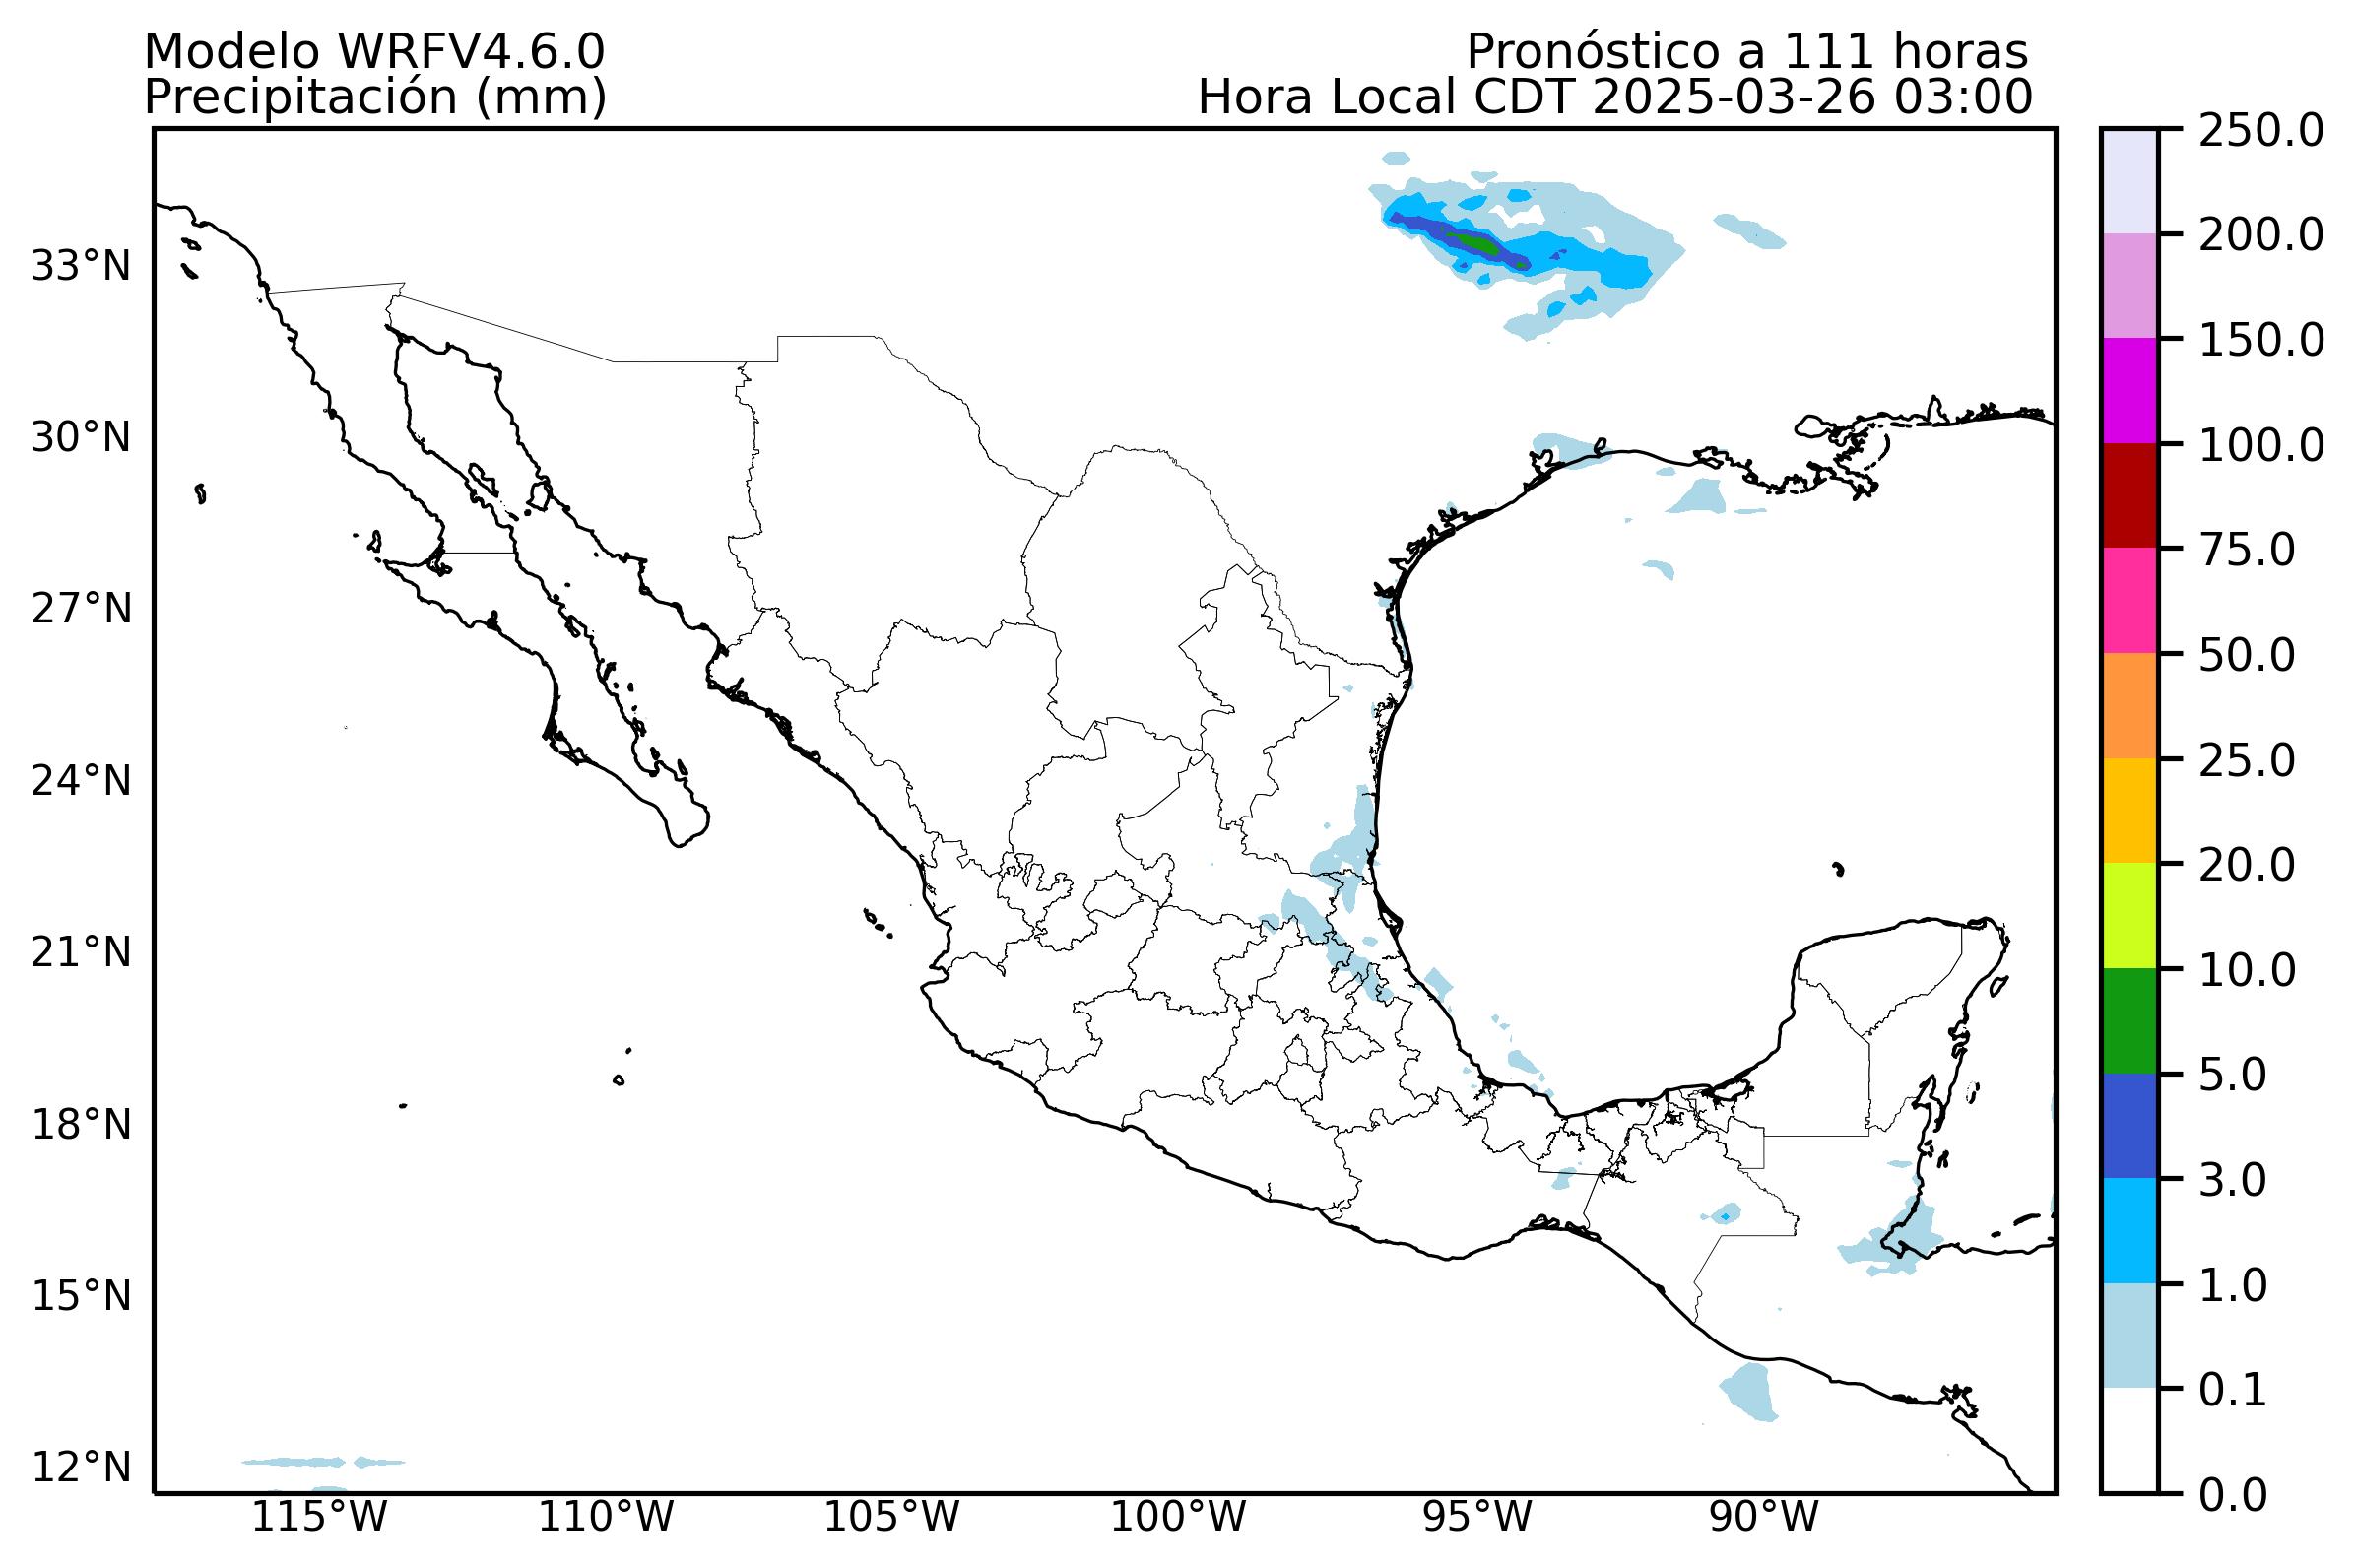 Modelo WRFV4.6.0
Precipitación (mm)
Pronóstico a 111 horas
Hora Local CDT 2025-03-26 03:00
33°N
30°N
27°N
24°N
21°N
18°N
15°N
12°N
115°W
110°W
105°W
100°W
95°W
90°W
250.0
200.0
150.0
100.0
75.0
50.0
25.0
20.0
10.0
5.0
3.0
1.0
0.1
0.0